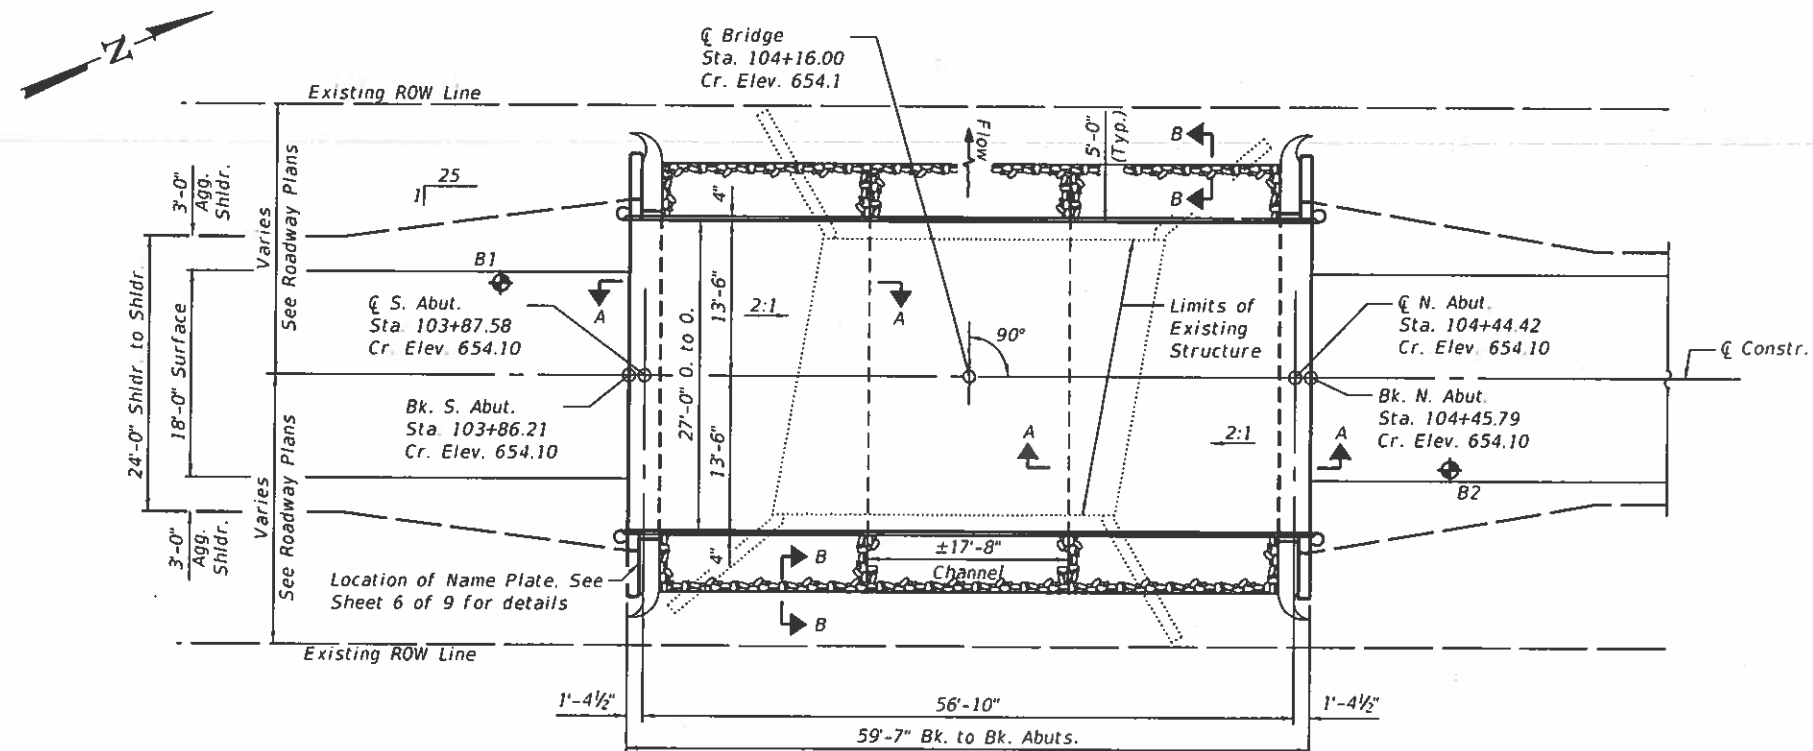 N
℄ Bridge
Sta. 104+16.00
Cr. Elev. 654.1
Existing ROW Line
Flow
5'-0"
(Typ.)
B
B
3'-0"
Agg.
Shldr.
Varies
See Roadway Plans
1
25
4"
B1
℄ S. Abut.
Sta. 103+87.58
Cr. Elev. 654.10
A
2:1
A
13'-6"
27'-0" O. to O.
90°
Limits of
Existing
Structure
℄ N. Abut.
Sta. 104+44.42
Cr. Elev. 654.10
℄ Constr.
24'-0" Shldr. to Shldr.
18'-0" Surface
Bk. S. Abut.
Sta. 103+86.21
Cr. Elev. 654.10
13'-6"
A
2:1
A
Bk. N. Abut.
Sta. 104+45.79
Cr. Elev. 654.10
B2
3'-0"
Agg.
Shldr.
Varies
See Roadway Plans
4"
B
B
±17'-8"
Channel
Location of Name Plate. See
Sheet 6 of 9 for details
Existing ROW Line
1'-4½"
56'-10"
1'-4½"
59'-7" Bk. to Bk. Abuts.